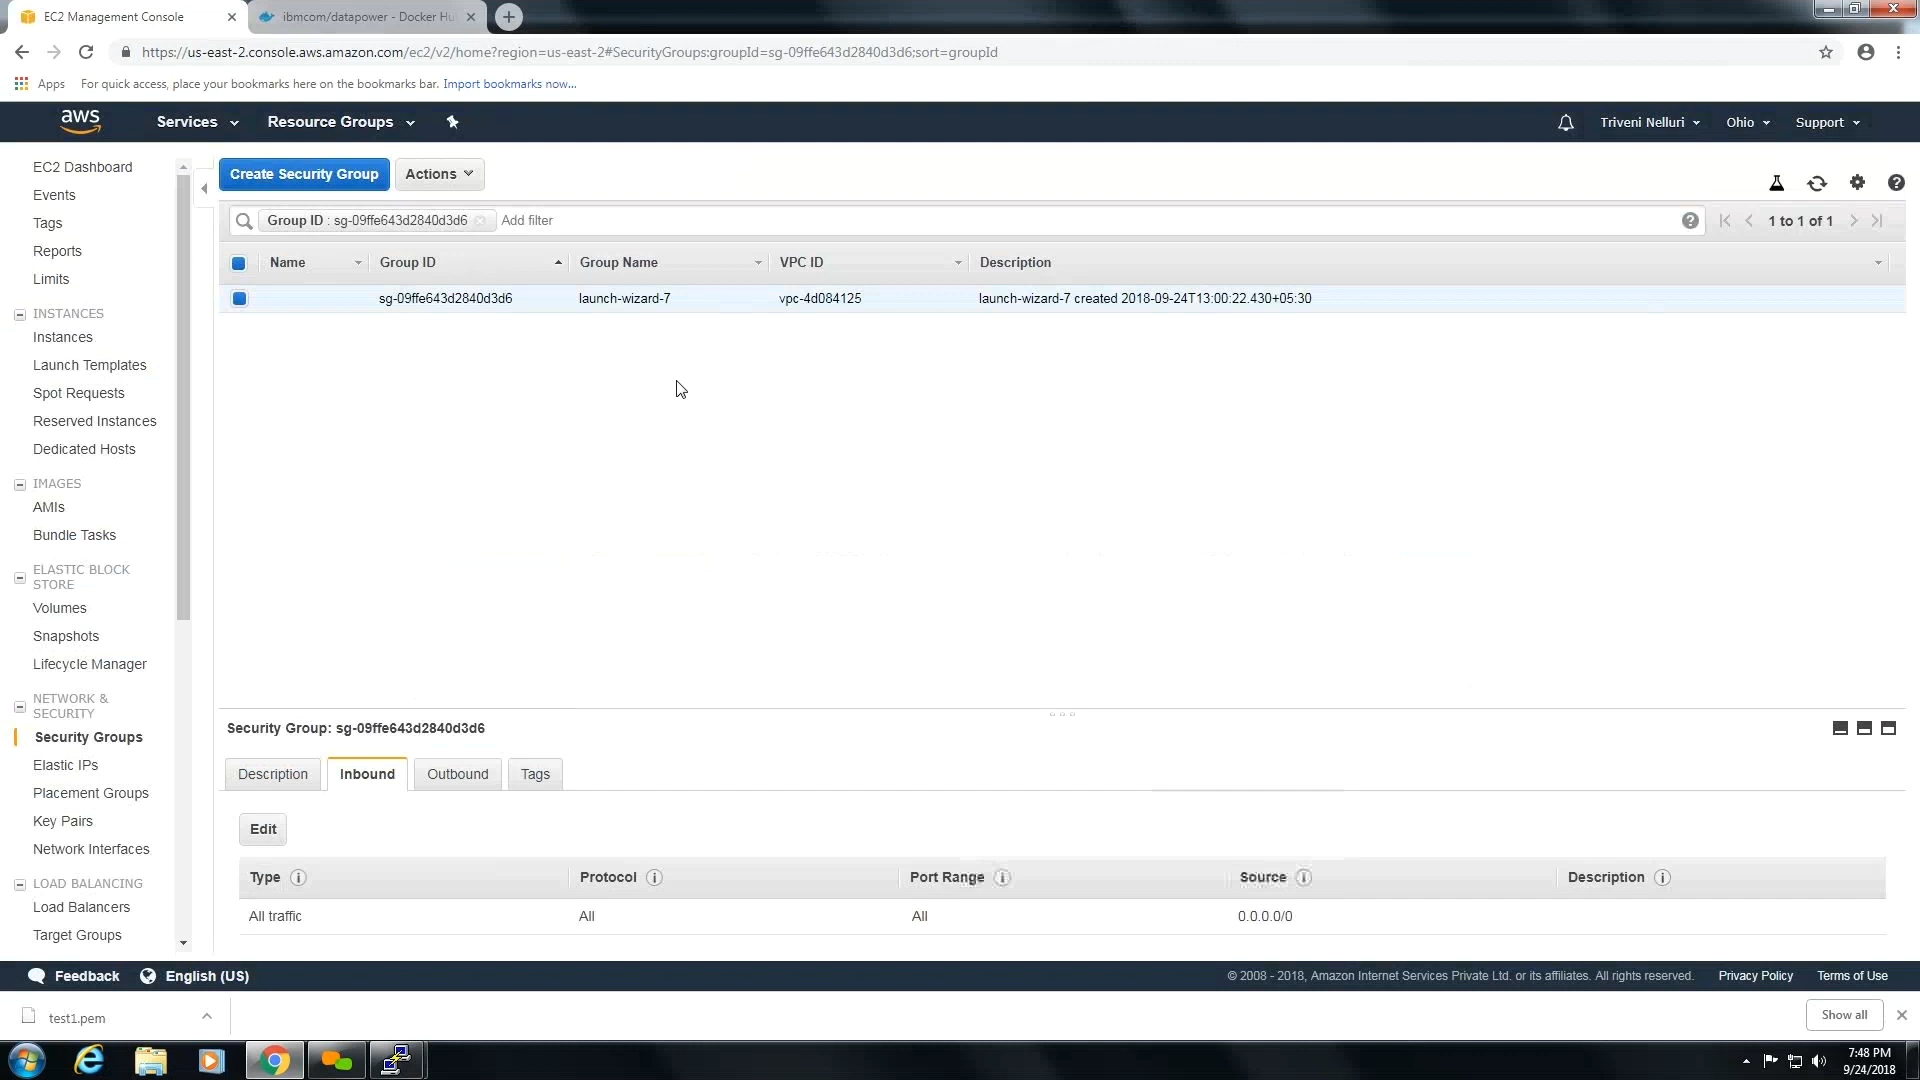 EC2 Management Console
ibmcom/datapower - Docker Hu
https://us-east-2.console.aws.amazon.com/ec2/v2/home?region=us-east-2#SecurityGroups:groupId=sg-09ffe643d2840d3d6;sort=groupId
Apps For quick access, place your bookmarks here on the bookmarks bar. Import bookmarks now...
aws Services Resource Groups Triveni Nelluri Ohio Support
EC2 Dashboard
Events
Tags
Reports
Limits
INSTANCES
Instances
Launch Templates
Spot Requests
Reserved Instances
Dedicated Hosts
IMAGES
AMIs
Bundle Tasks
ELASTIC BLOCK
STORE
Volumes
Snapshots
Lifecycle Manager
NETWORK &
SECURITY
Security Groups
Elastic IPs
Placement Groups
Key Pairs
Network Interfaces
LOAD BALANCING
Load Balancers
Target Groups
Create Security Group Actions
Group ID : sg-09ffe643d2840d3d6 Add filter 1 to 1 of 1
Name Group ID Group Name VPC ID Description
sg-09ffe643d2840d3d6 launch-wizard-7 vpc-4d084125 launch-wizard-7 created 2018-09-24T13:00:22.430+05:30
Security Group: sg-09ffe643d2840d3d6
Description Inbound Outbound Tags
Edit
Type Protocol Port Range Source Description
All traffic All All 0.0.0.0/0
Feedback English (US) © 2008 - 2018, Amazon Internet Services Private Ltd. or its affiliates. All rights reserved. Privacy Policy Terms of Use
test1.pem Show all
7:48 PM
9/24/2018